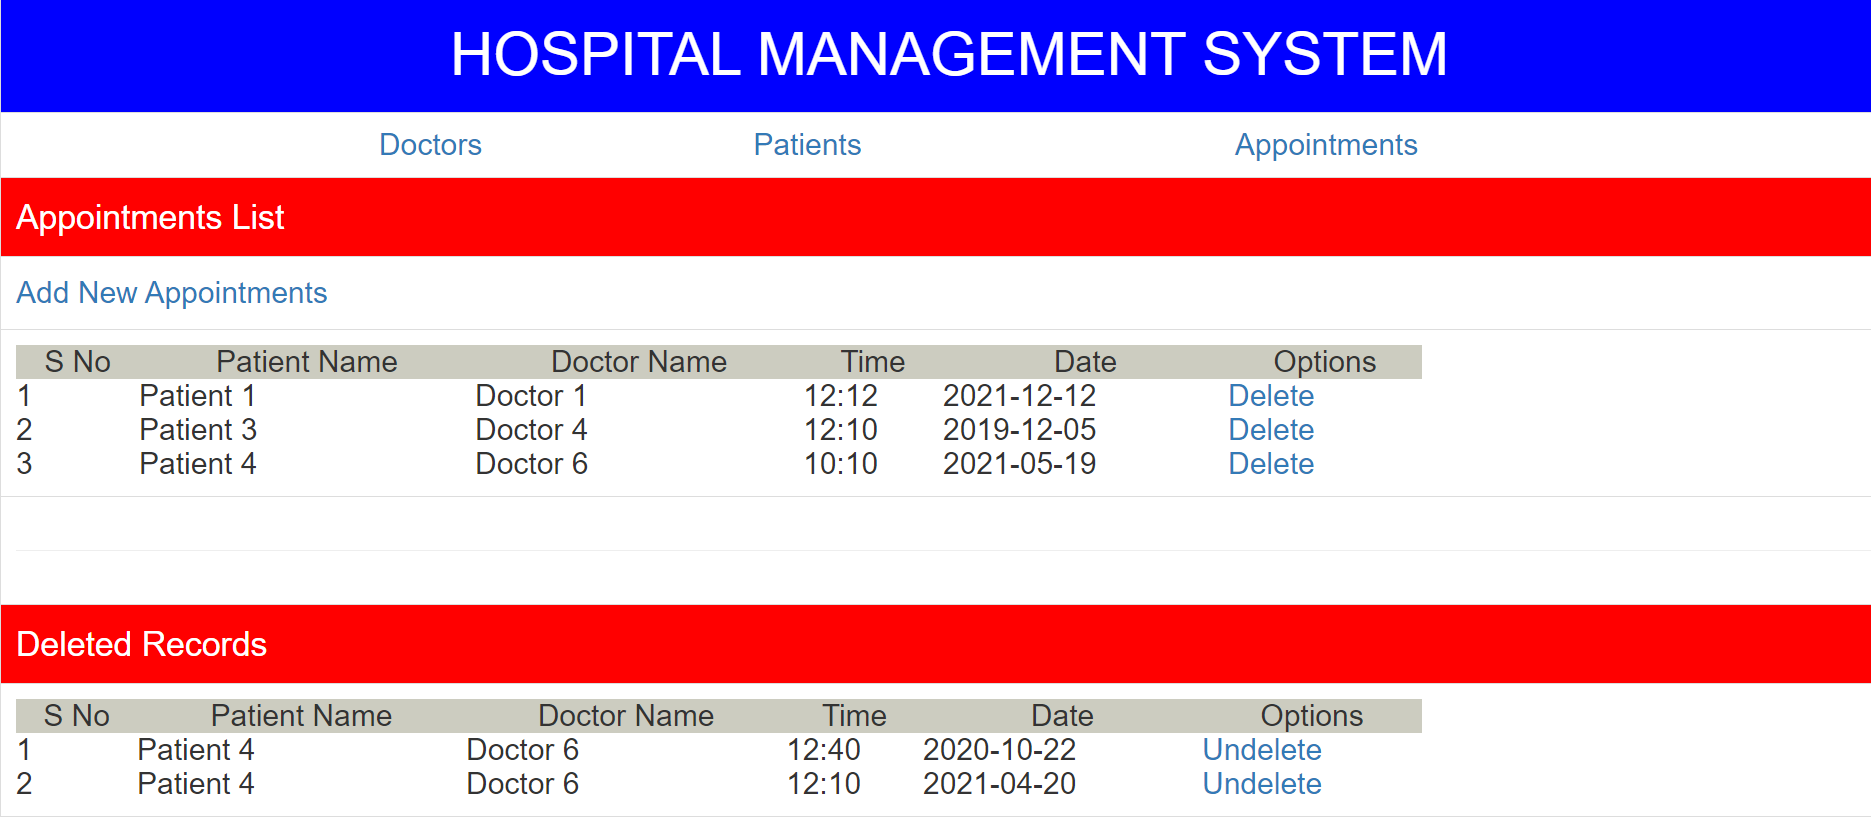 HOSPITAL MANAGEMENT SYSTEM
Doctors Patients Appointments
Appointments List
Add New Appointments
S No Patient Name Doctor Name Time Date Options
1 Patient 1 Doctor 1 12:12 2021-12-12 Delete
2 Patient 3 Doctor 4 12:10 2019-12-05 Delete
3 Patient 4 Doctor 6 10:10 2021-05-19 Delete
Deleted Records
S No Patient Name Doctor Name Time Date Options
1 Patient 4 Doctor 6 12:40 2020-10-22 Undelete
2 Patient 4 Doctor 6 12:10 2021-04-20 Undelete